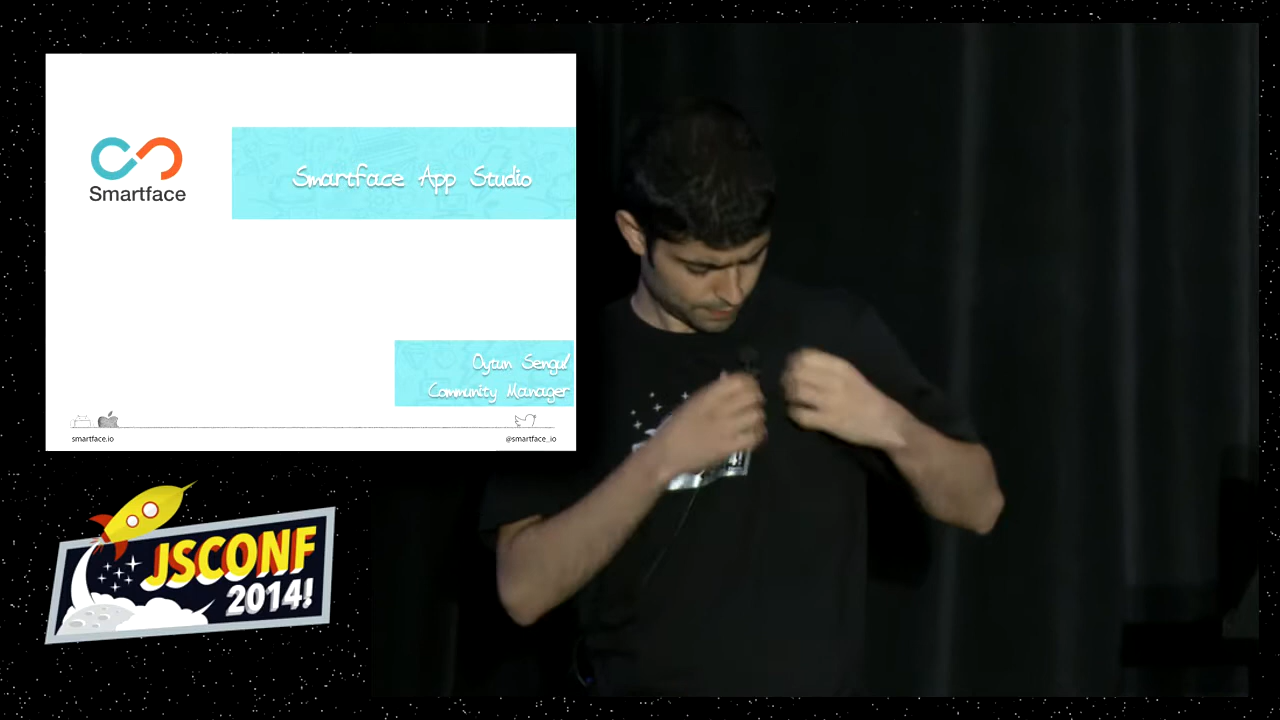 Smartface
Smartface App Studio
Oytun Sengul
Community Manager
smartface.io
@smartface_io
JSCONF
2014!